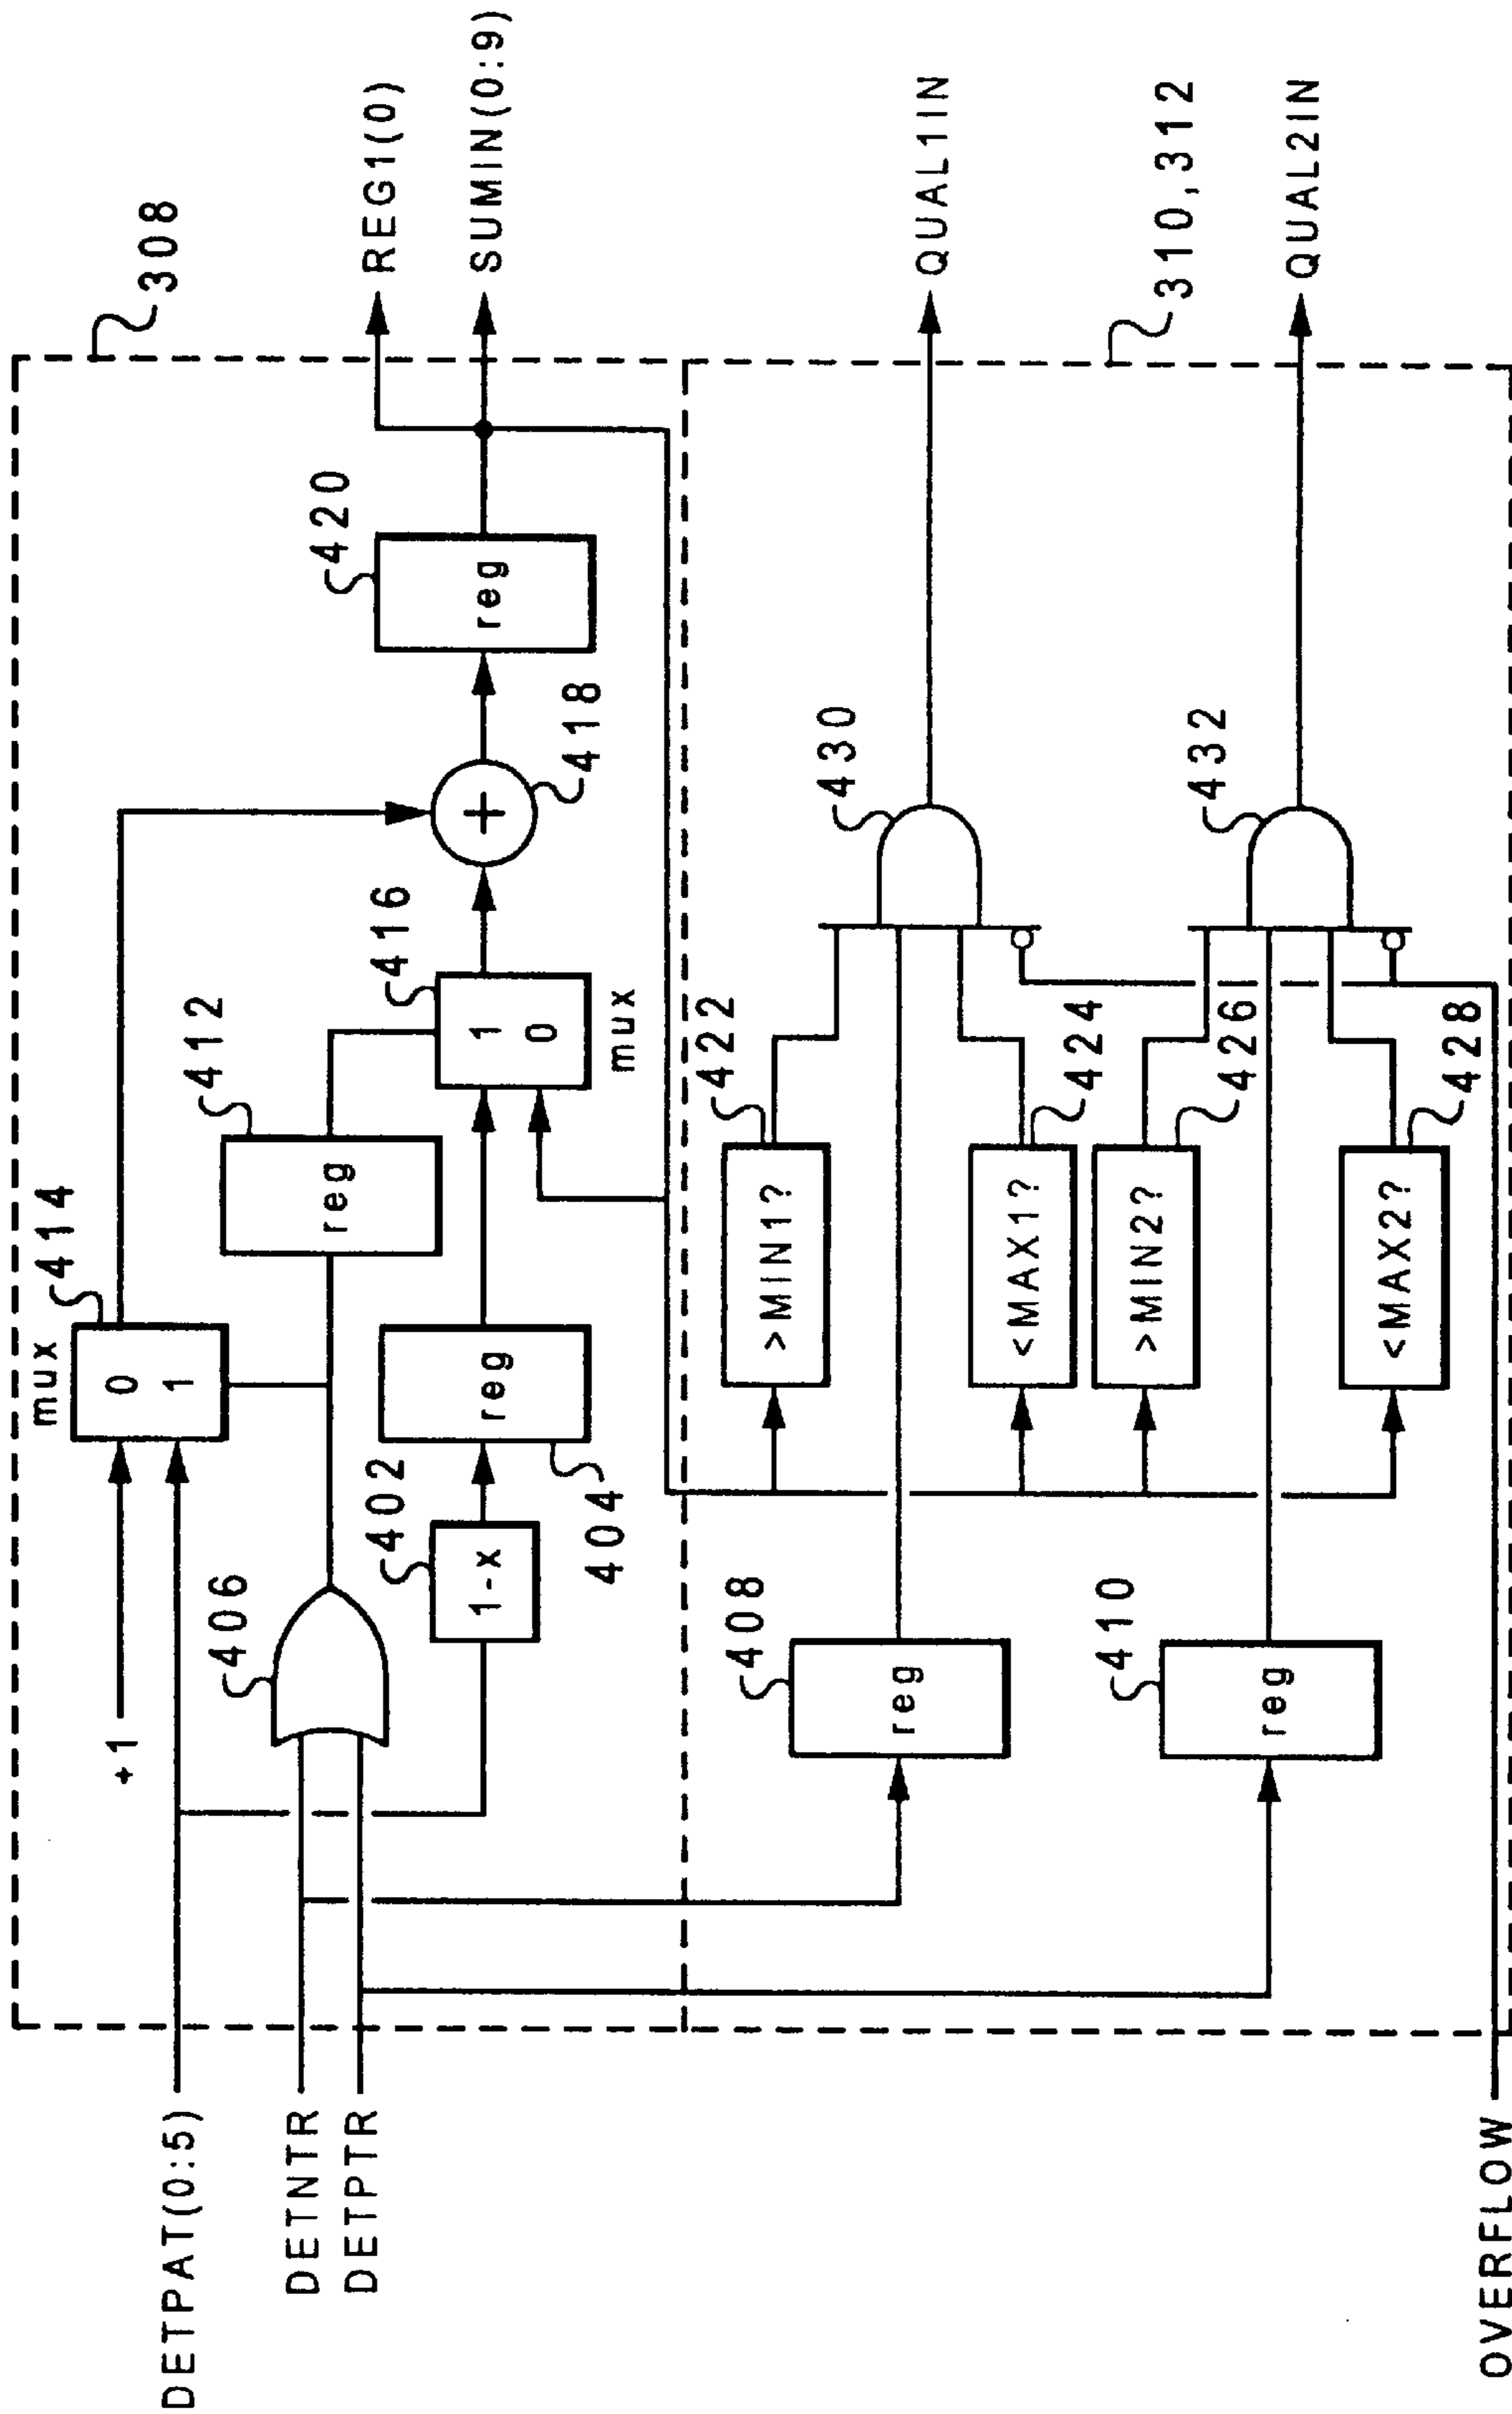 308
REG1(0)
SUMIN(0:9)
mux
414
0
1
+1
412
reg
416
1
0
mux
418
+
420
reg
406
402
1-x
reg
404
DETPAT(0:5)
DETNTR
DETPTR
310,312
QUAL1IN
QUAL2IN
408
reg
410
reg
422
>MIN1?
<MAX1?
424
>MIN2?
426
<MAX2?
428
430
432
OVERFLOW